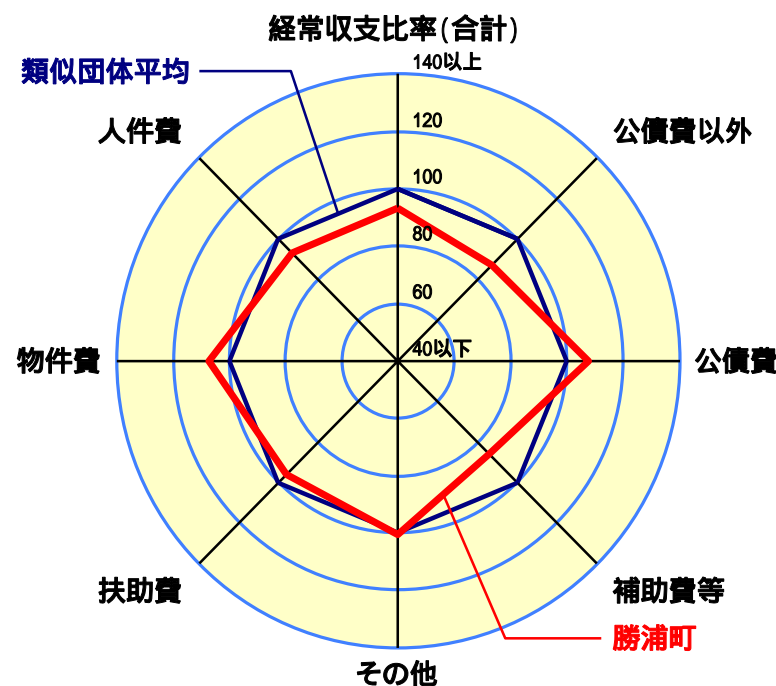 経常収支比率(合計)
140以上
類似団体平均
120
人件費
公債費以外
100
80
60
40以下
物件費
公債費
扶助費
補助費等
勝浦町
その他